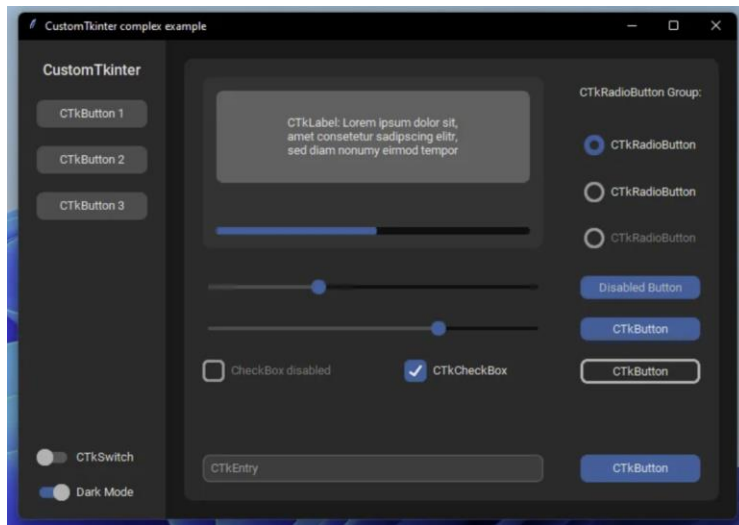 CustomTkinter complex example
CustomTkinter
CTkButton 1
CTkButton 2
CTkButton 3
CTkSwitch
Dark Mode
CTkLabel: Lorem ipsum dolor sit,
amet consetetur sadipscing elitr,
sed diam nonumy eirmod tempor
CheckBox disabled
CTkCheckBox
CTkEntry
CTkRadioButton Group:
CTkRadioButton
CTkRadioButton
CTkRadioButton
Disabled Button
CTkButton
CTkButton
CTkButton